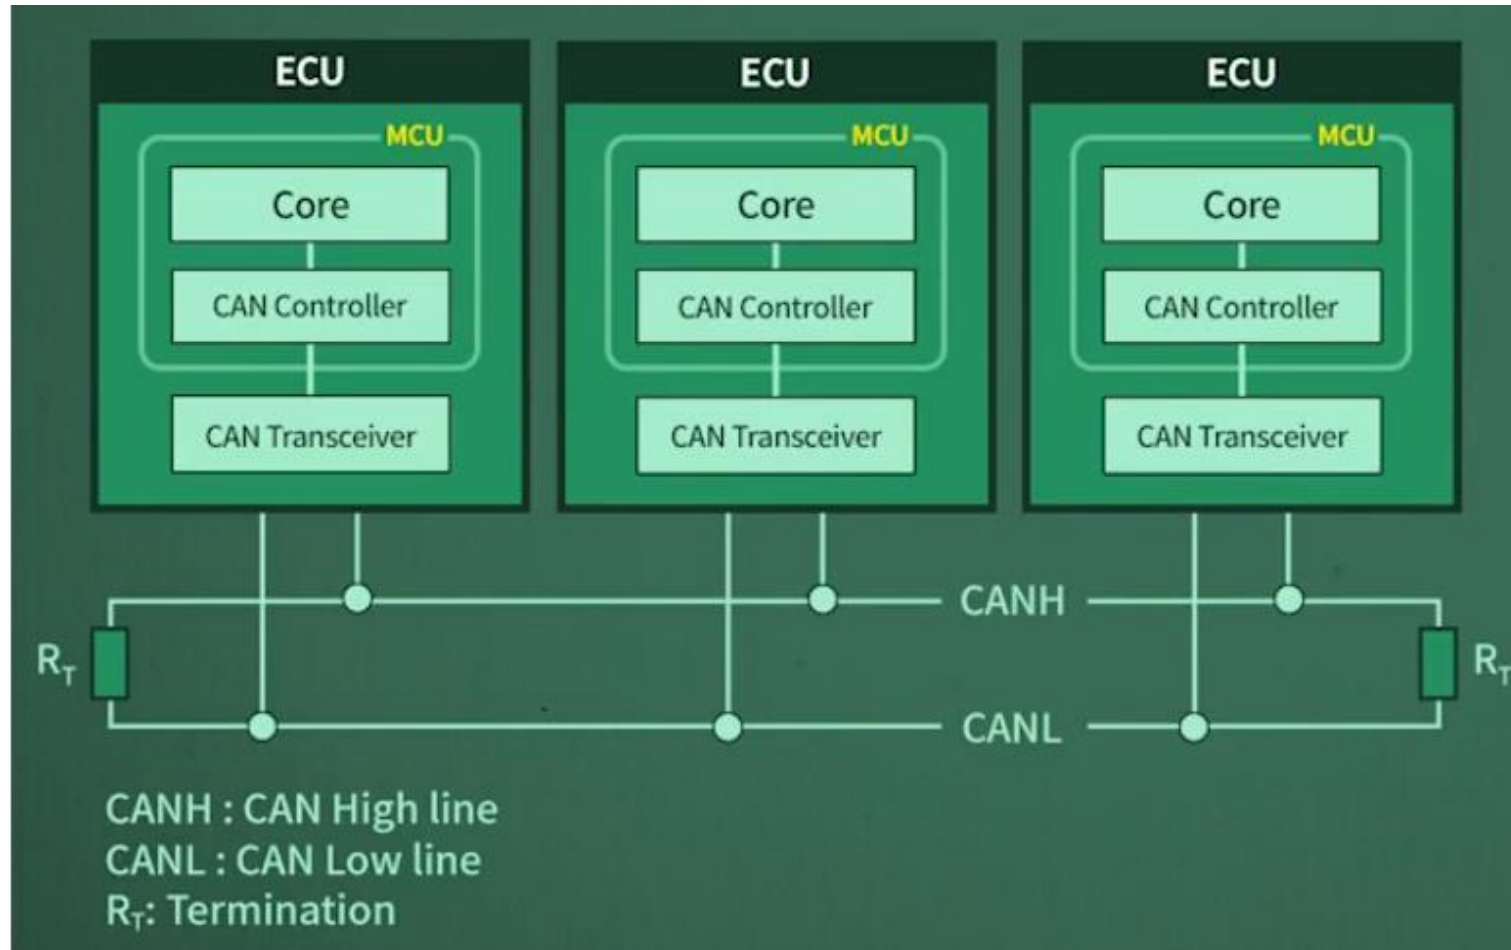 ECU
MCU
Core
CAN Controller
CAN Transceiver
ECU
MCU
Core
CAN Controller
CAN Transceiver
ECU
MCU
Core
CAN Controller
CAN Transceiver
CANH
RT
RT
CANL
CANH : CAN High line
CANL : CAN Low line
RT: Termination